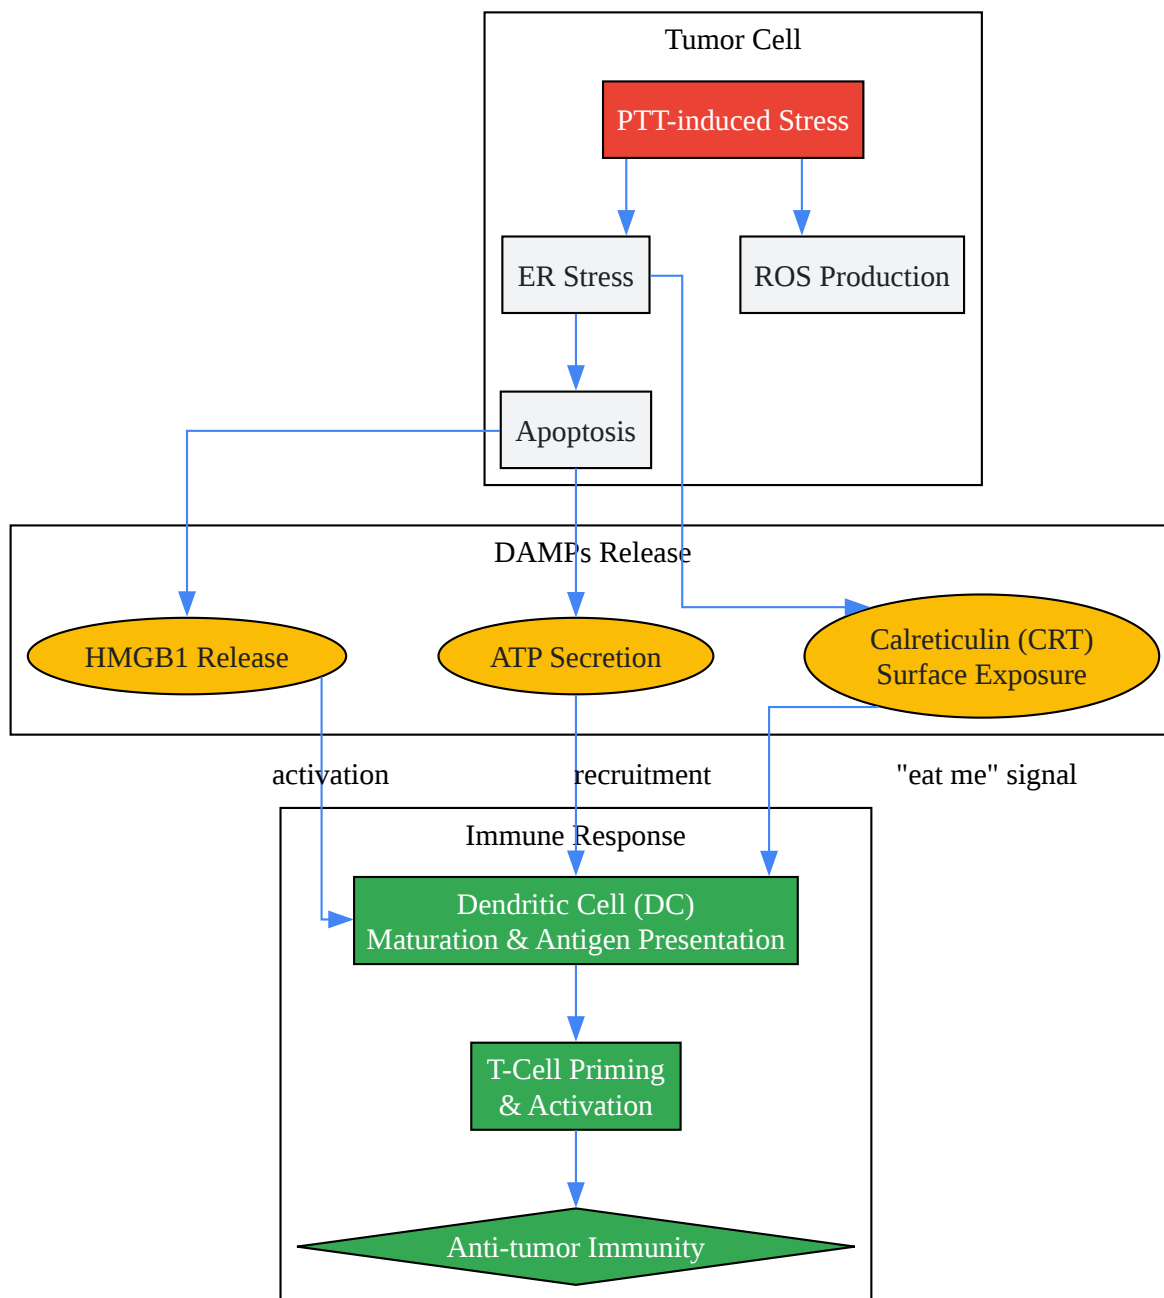 Tumor Cell
PTT-induced Stress
ER Stress
ROS Production
Apoptosis
DAMPs Release
HMGB1 Release
ATP Secretion
Calreticulin (CRT)
Surface Exposure
activation
recruitment
"eat me" signal
Immune Response
Dendritic Cell (DC)
Maturation & Antigen Presentation
T-Cell Priming
& Activation
Anti-tumor Immunity